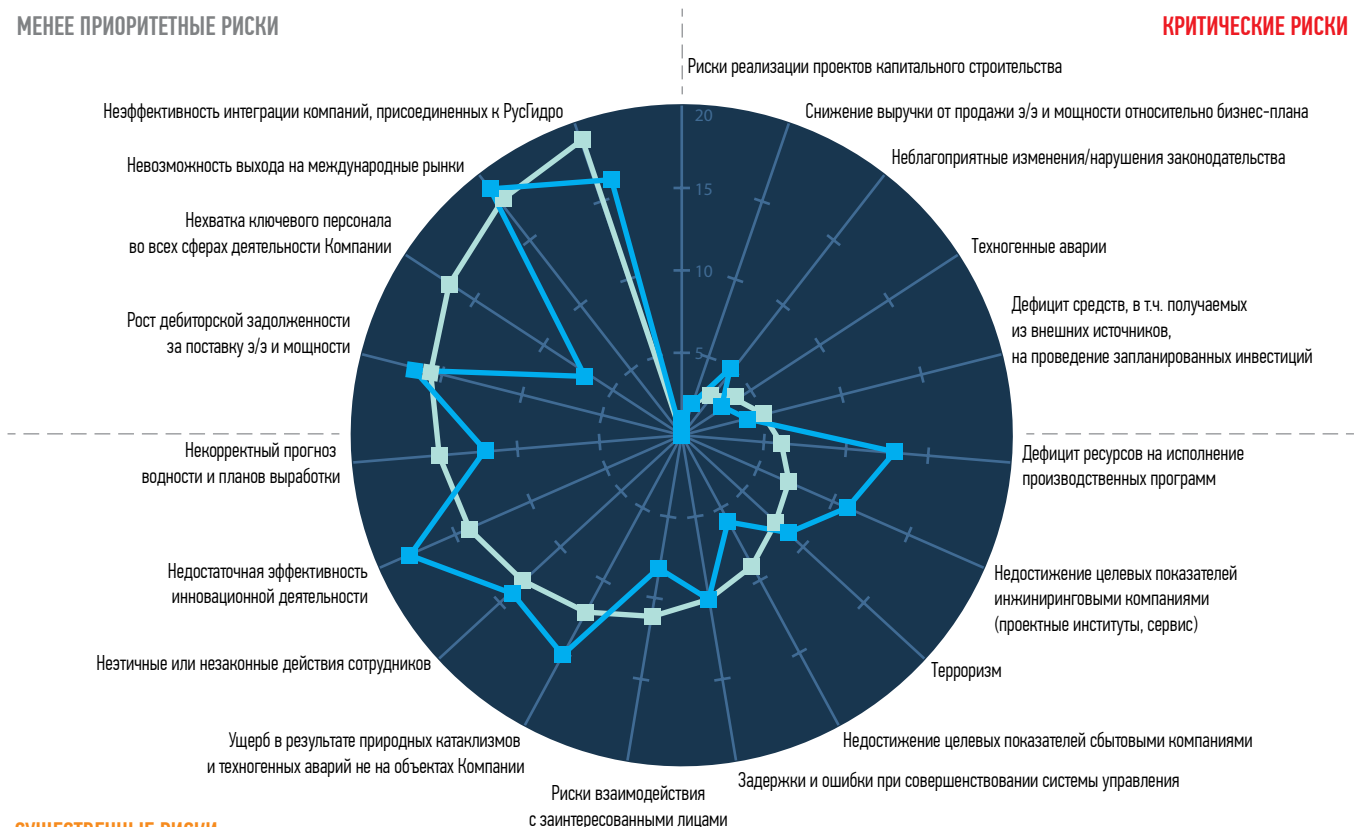 МЕНЕЕ ПРИОРИТЕТНЫЕ РИСКИ
КРИТИЧЕСКИЕ РИСКИ
Риски реализации проектов капитального строительства
Снижение выручки от продажи э/э и мощности относительно бизнес-плана
Неблагоприятные изменения/нарушения законодательства
Техногенные аварии
Дефицит средств, в т.ч. получаемых
из внешних источников,
на проведение запланированных инвестиций
Дефицит ресурсов на исполнение
производственных программ
Недостижение целевых показателей
инжиниринговыми компаниями
(проектные институты, сервис)
Терроризм
Недостижение целевых показателей сбытовыми компаниями
Задержки и ошибки при совершенствовании системы управления
Риски взаимодействия
с заинтересованными лицами
Ущерб в результате природных катаклизмов
и техногенных аварий не на объектах Компании
Неэтичные или незаконные действия сотрудников
Недостаточная эффективность
инновационной деятельности
Некорректный прогноз
водности и планов выработки
Рост дебиторской задолженности
за поставку э/э и мощности
Нехватка ключевого персонала
во всех сферах деятельности Компании
Невозможность выхода на международные рынки
Неэффективность интеграции компаний, присоединенных к РусГидро
20
15
10
5
СУЩЕСТВЕННЫЕ РИСКИ